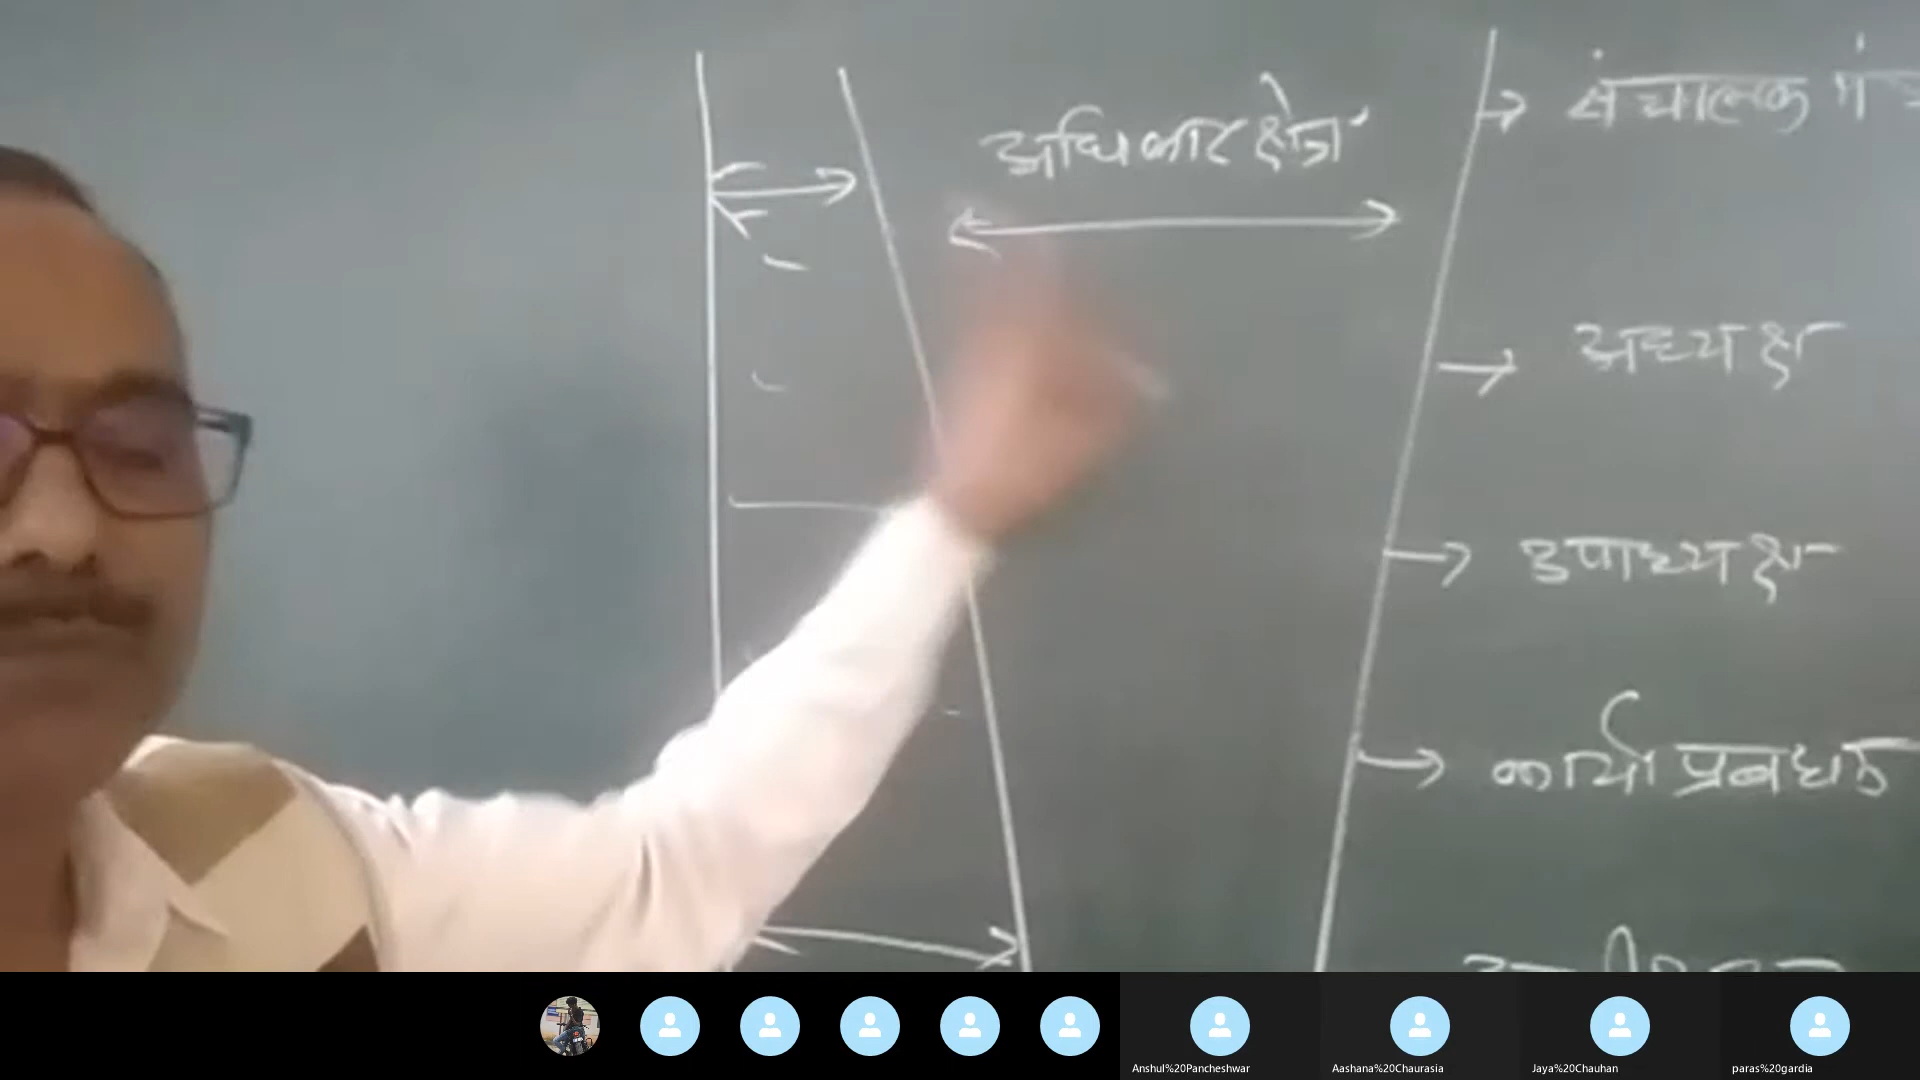 अधिकार क्षेत्र
संचालक
अध्यक्ष
उपाध्यक्ष
कार्य प्रबंधक
Anshul%20Pancheshwar
Aashana%20Chaurasia
Jaya%20Chauhan
paras%20gardia